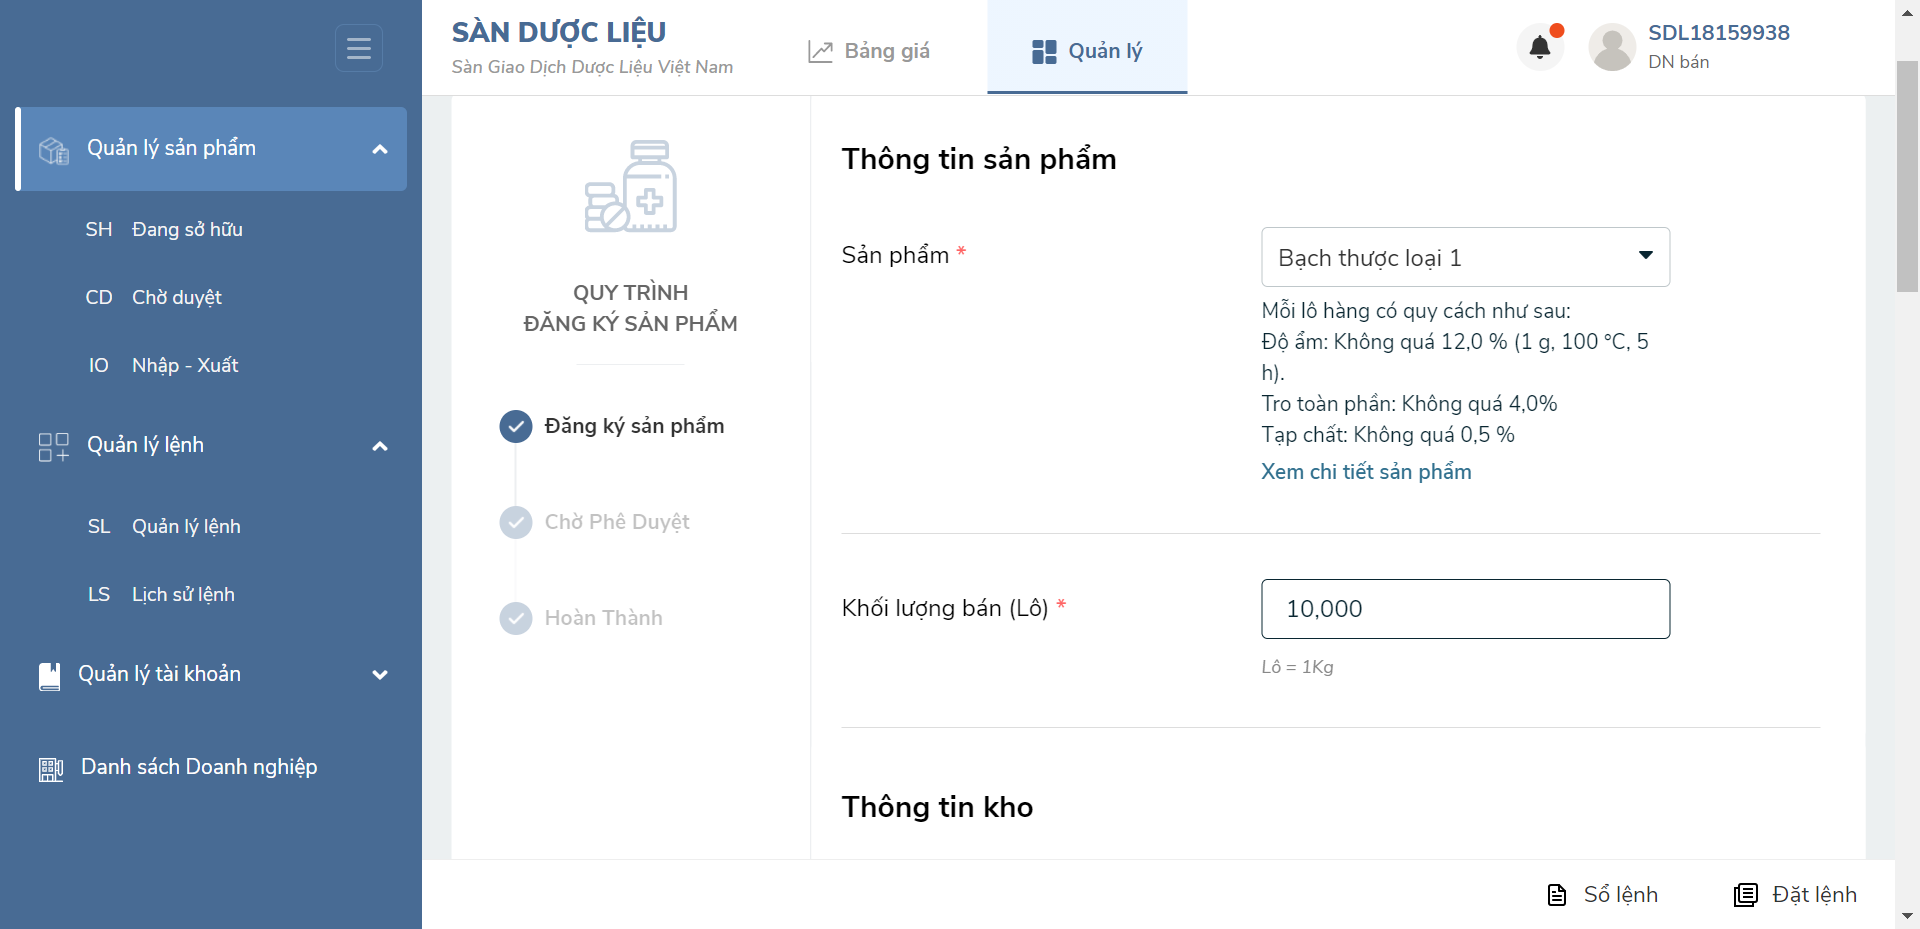 SÀN DƯỢC LIỆU
Sàn Giao Dịch Dược Liệu Việt Nam
Bảng giá
Quản lý
SDL18159938
DN bán
Quản lý sản phẩm
SH Đang sở hữu
CD Chờ duyệt
IO Nhập - Xuất
Quản lý lệnh
SL Quản lý lệnh
LS Lịch sử lệnh
Quản lý tài khoản
Danh sách Doanh nghiệp
QUY TRÌNH
ĐĂNG KÝ SẢN PHẨM
Đăng ký sản phẩm
Chờ Phê Duyệt
Hoàn Thành
Thông tin sản phẩm
Sản phẩm *
Bạch thược loại 1
Mỗi lô hàng có quy cách như sau:
Độ ẩm: Không quá 12,0 % (1 g, 100 °C, 5
h).
Tro toàn phần: Không quá 4,0%
Tạp chất: Không quá 0,5 %
Xem chi tiết sản phẩm
Khối lượng bán (Lô) *
10,000
Lô = 1Kg
Thông tin kho
Sổ lệnh
Đặt lệnh